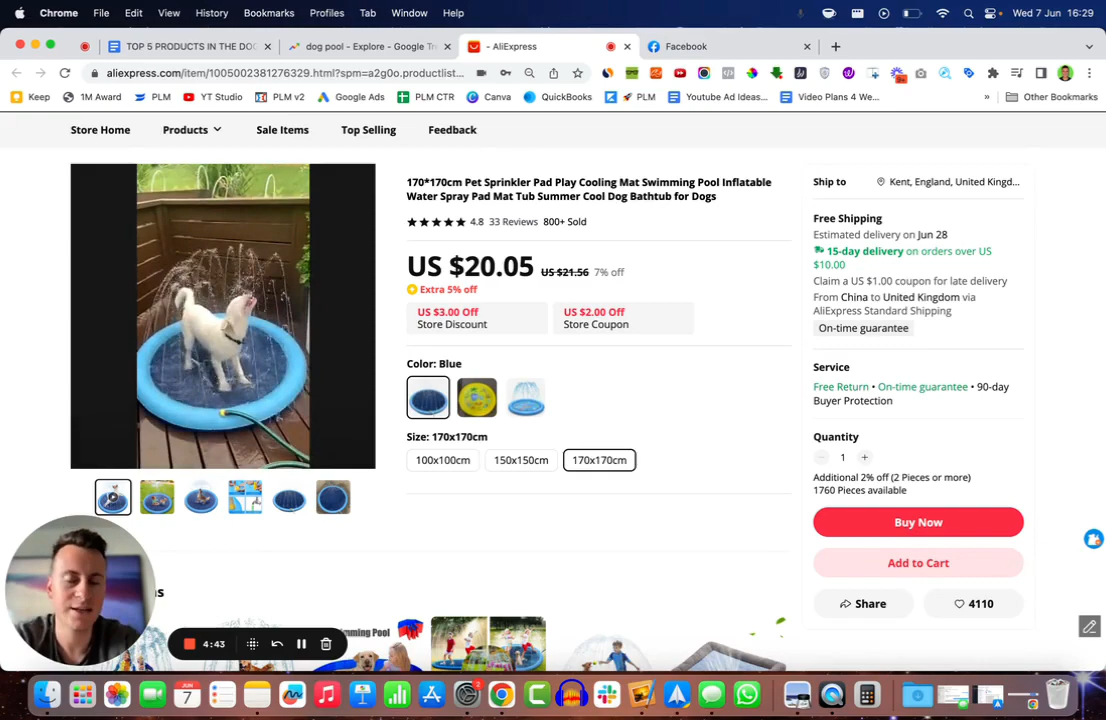 Chrome File Edit View History Bookmarks Profiles Tab Window Help Wed 7 Jun 16:29
TOP 5 PRODUCTS IN THE DO dog pool - Explore - Google Tr - AliExpress Facebook
aliexpress.com/item/1005002381276329.html?spm=a2g0o.productlist...
Keep 1M Award PLM YT Studio PLM v2 Google Ads PLM CTR Canva QuickBooks PLM Youtube Ad Ideas... Video Plans 4 We... » Other Bookmarks
Store Home Products Sale Items Top Selling Feedback
170*170cm Pet Sprinkler Pad Play Cooling Mat Swimming Pool Inflatable
Water Spray Pad Mat Tub Summer Cool Dog Bathtub for Dogs
4.8 33 Reviews 800+ Sold
US $20.05 US $21.56 7% off
Extra 5% off
US $3.00 Off
Store Discount
US $2.00 Off
Store Coupon
Color: Blue
Size: 170x170cm
100x100cm 150x150cm 170x170cm
Ship to Kent, England, United Kingd...
Free Shipping
Estimated delivery on Jun 28
15-day delivery on orders over US
$10.00
Claim a US $1.00 coupon for late delivery
From China to United Kingdom via
AliExpress Standard Shipping
On-time guarantee
Service
Free Return • On-time guarantee • 90-day
Buyer Protection
Quantity
1
Additional 2% off (2 Pieces or more)
1760 Pieces available
Buy Now
Add to Cart
Share 4110
4:43